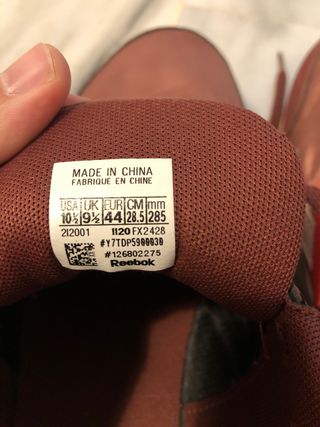 MADE IN CHINA
FABRIQUE EN CHINE
USA UK EUR CM mm
10½ 9½ 44 28.5 285
2I2001 1120 FX2428
#Y7TDP5900030
#126802275
Reebok